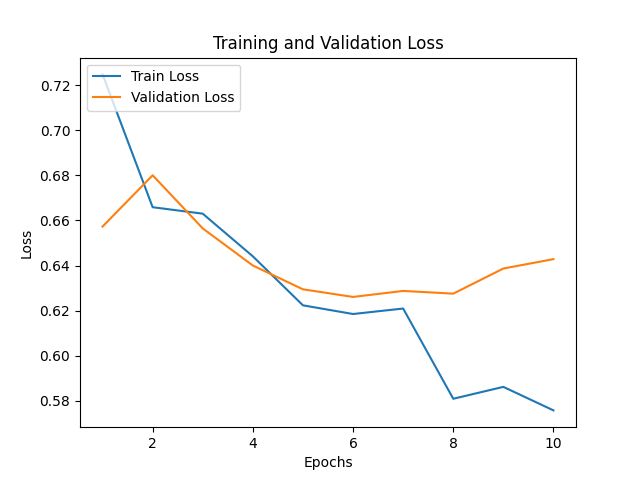 Training and Validation Loss
Train Loss
Validation Loss
0.72
0.70
0.68
0.66
0.64
0.62
0.60
0.58
Loss
2 4 6 8 10
Epochs